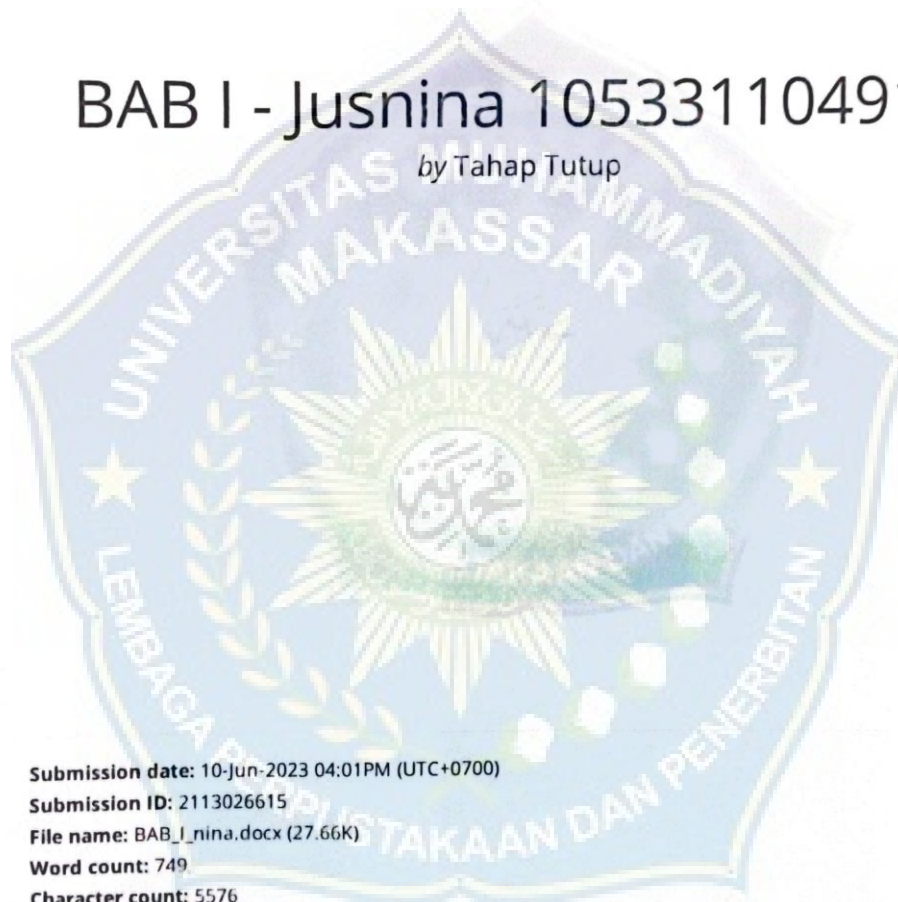 BAB I - Jusnina 1053311049
by Tahap Tutup
UNIVERSITAS MUHAMMADIYAH
MAKASSAR
LEMBAGA PERPUSTAKAAN DAN PENERBITAN
Submission date: 10-Jun-2023 04:01PM (UTC+0700)
Submission ID: 2113026615
File name: BAB_I_nina.docx (27.66K)
Word count: 749
Character count: 5576